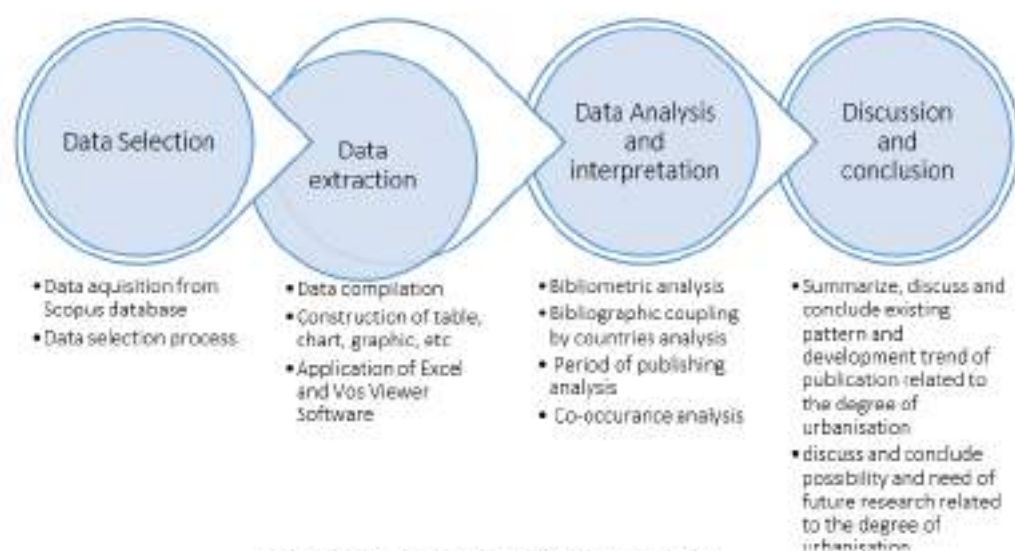 Data Selection
Data
extraction
Data Analysis
and
interpretation
Discussion
and
conclusion
•Data aquisition from
Scopus database
•Data selection process
•Data compilation
•Construction of table,
chart, graphic, etc
•Application of Excel
and Vos Viewer
Software
•Bibliometric analysis
•Bibliographic coupling
by countries analysis
• Period of publishing
analysis
• Co-occurance analysis
•Summarize, discuss and
conclude existing
pattern and
development trend of
publication related to
the degree of
urbanisation
•discuss and conclude
possibility and need of
future research related
to the degree of
urbanisation